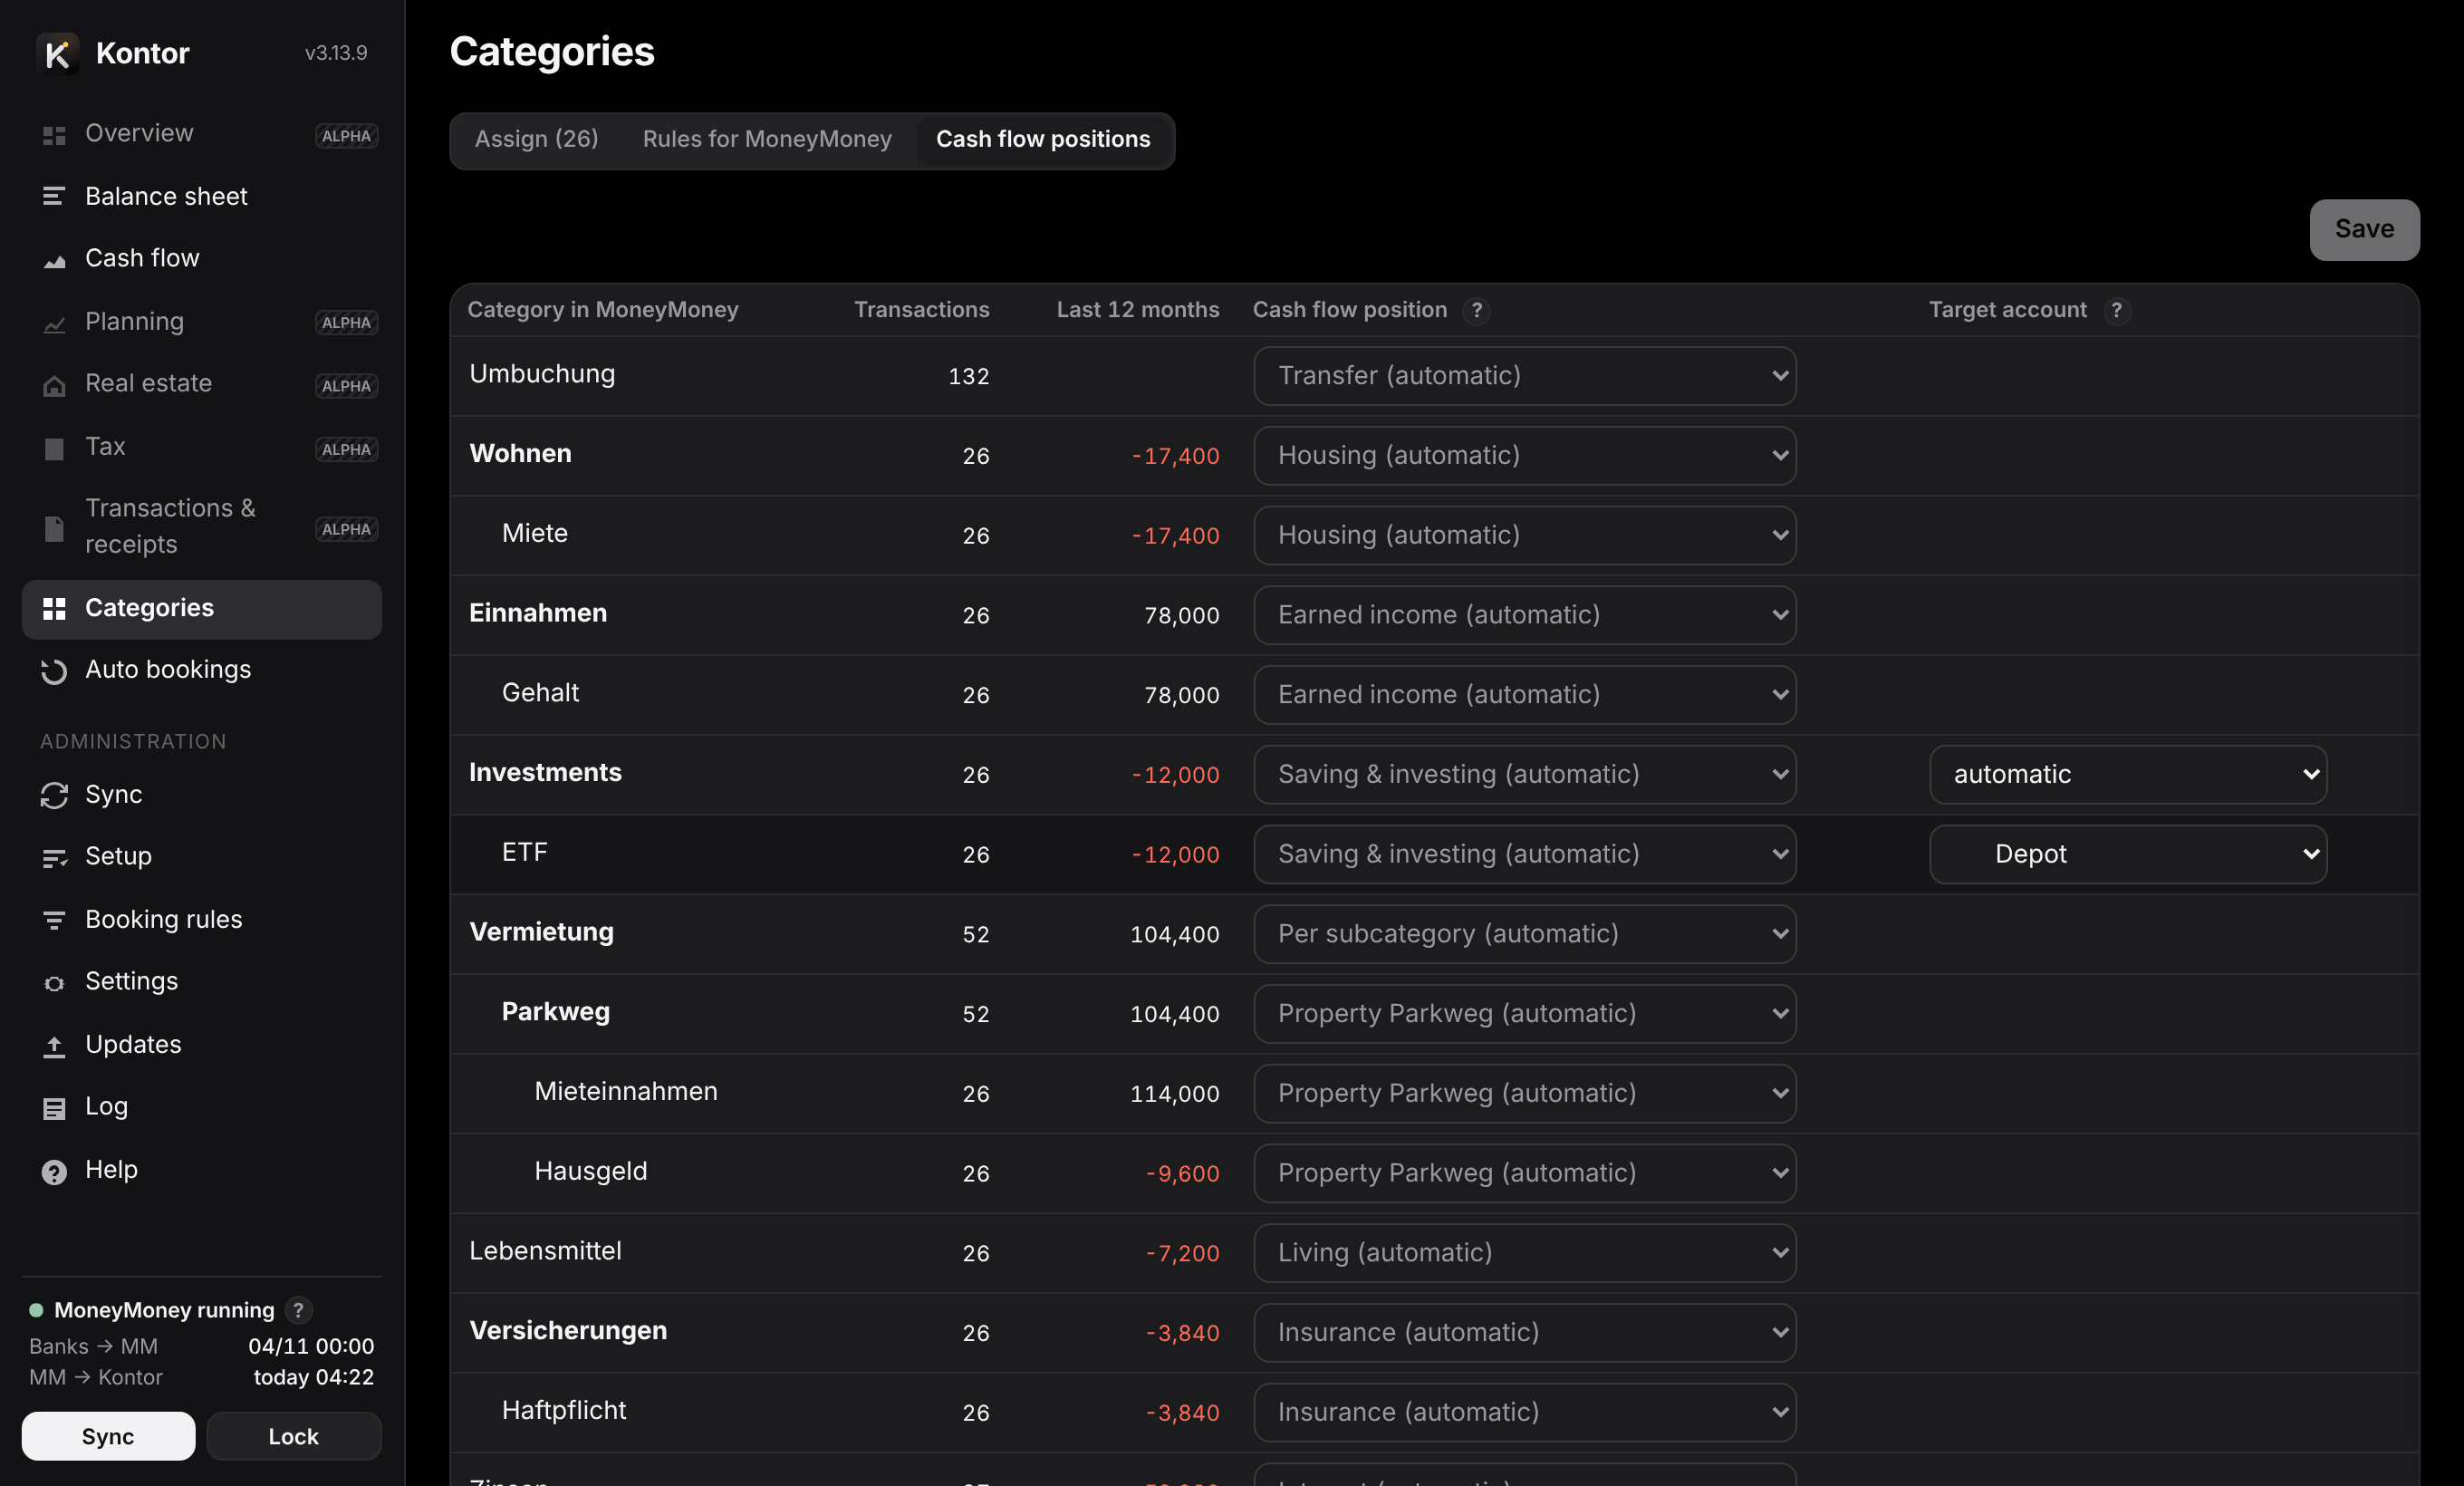 Kontor v3.13.9
Overview ALPHA
Balance sheet
Cash flow
Planning ALPHA
Real estate ALPHA
Tax ALPHA
Transactions &
receipts ALPHA
Categories
Auto bookings
ADMINISTRATION
Sync
Setup
Booking rules
Settings
Updates
Log
Help
MoneyMoney running ?
Banks → MM 04/11 00:00
MM → Kontor today 04:22
Sync Lock
Categories
Assign (26) Rules for MoneyMoney Cash flow positions
Save
Category in MoneyMoney Transactions Last 12 months Cash flow position ? Target account ?
Umbuchung 132 Transfer (automatic)
Wohnen 26 -17,400 Housing (automatic)
Miete 26 -17,400 Housing (automatic)
Einnahmen 26 78,000 Earned income (automatic)
Gehalt 26 78,000 Earned income (automatic)
Investments 26 -12,000 Saving & investing (automatic) automatic
ETF 26 -12,000 Saving & investing (automatic) Depot
Vermietung 52 104,400 Per subcategory (automatic)
Parkweg 52 104,400 Property Parkweg (automatic)
Mieteinnahmen 26 114,000 Property Parkweg (automatic)
Hausgeld 26 -9,600 Property Parkweg (automatic)
Lebensmittel 26 -7,200 Living (automatic)
Versicherungen 26 -3,840 Insurance (automatic)
Haftpflicht 26 -3,840 Insurance (automatic)